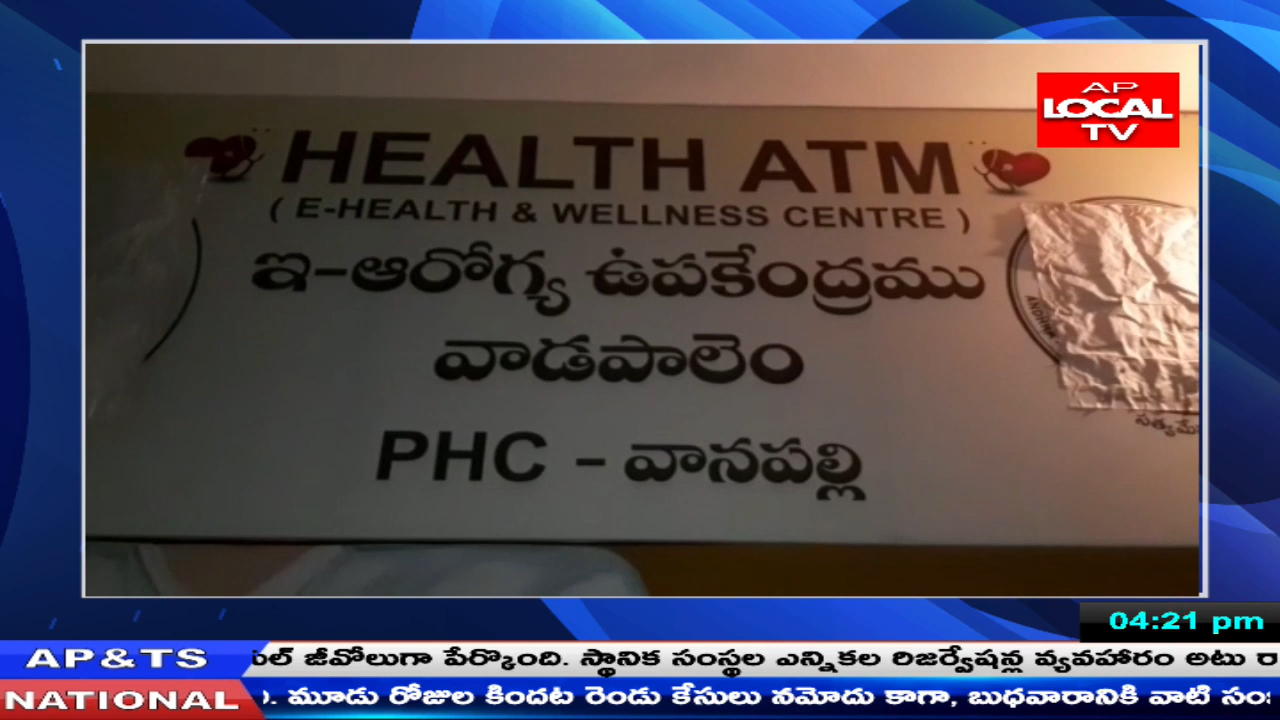 AP
LOCAL
TV
HEALTH ATM
( E-HEALTH & WELLNESS CENTRE )
ఇ-ఆరోగ్య ఉపకేంద్రము
వాడపాలెం
PHC - వానపల్లి
ANDHRA
04:21 pm
AP&TS
జీవోలుగా పేర్కొంది. స్థానిక సంస్థల ఎన్నికల రిజర్వేషన్ల వ్యవహారం అటు
NATIONAL
. మూడు రోజుల కిందట రెండు కేసులు నమోదు కాగా, బుధవారానికి వాటి